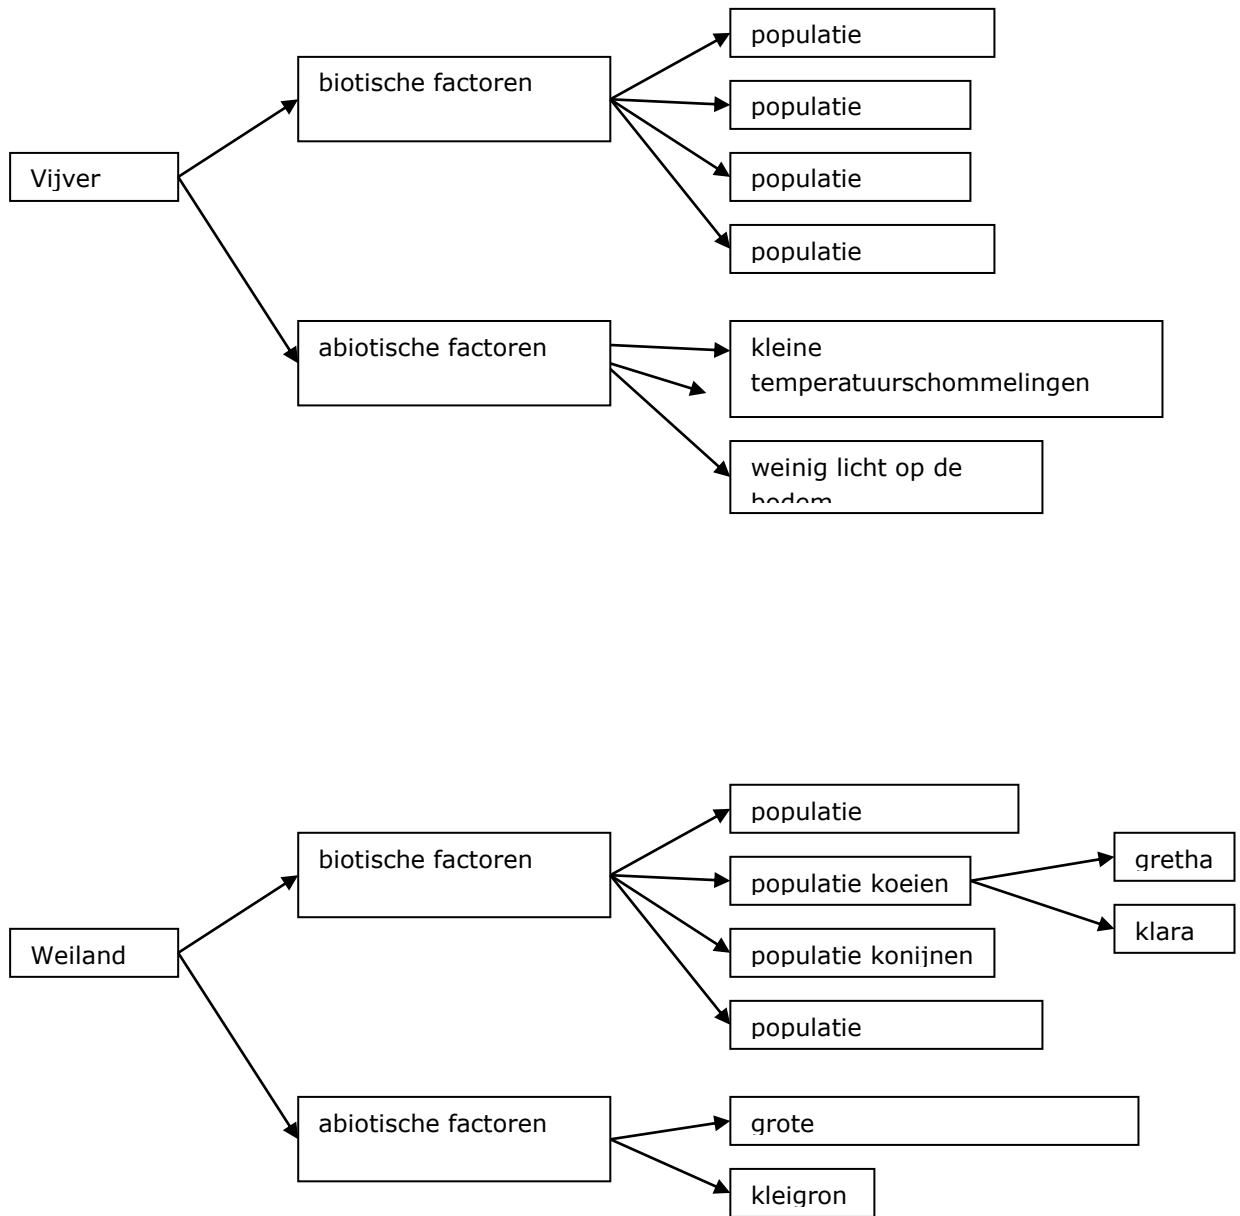 populatie
biotische factoren
populatie
Vijver
populatie
populatie
abiotische factoren
kleine
temperatuurschommelingen
weinig licht op de
bodem
populatie
biotische factoren
gretha
populatie koeien
klara
Weiland
populatie konijnen
populatie
abiotische factoren
grote
kleigron